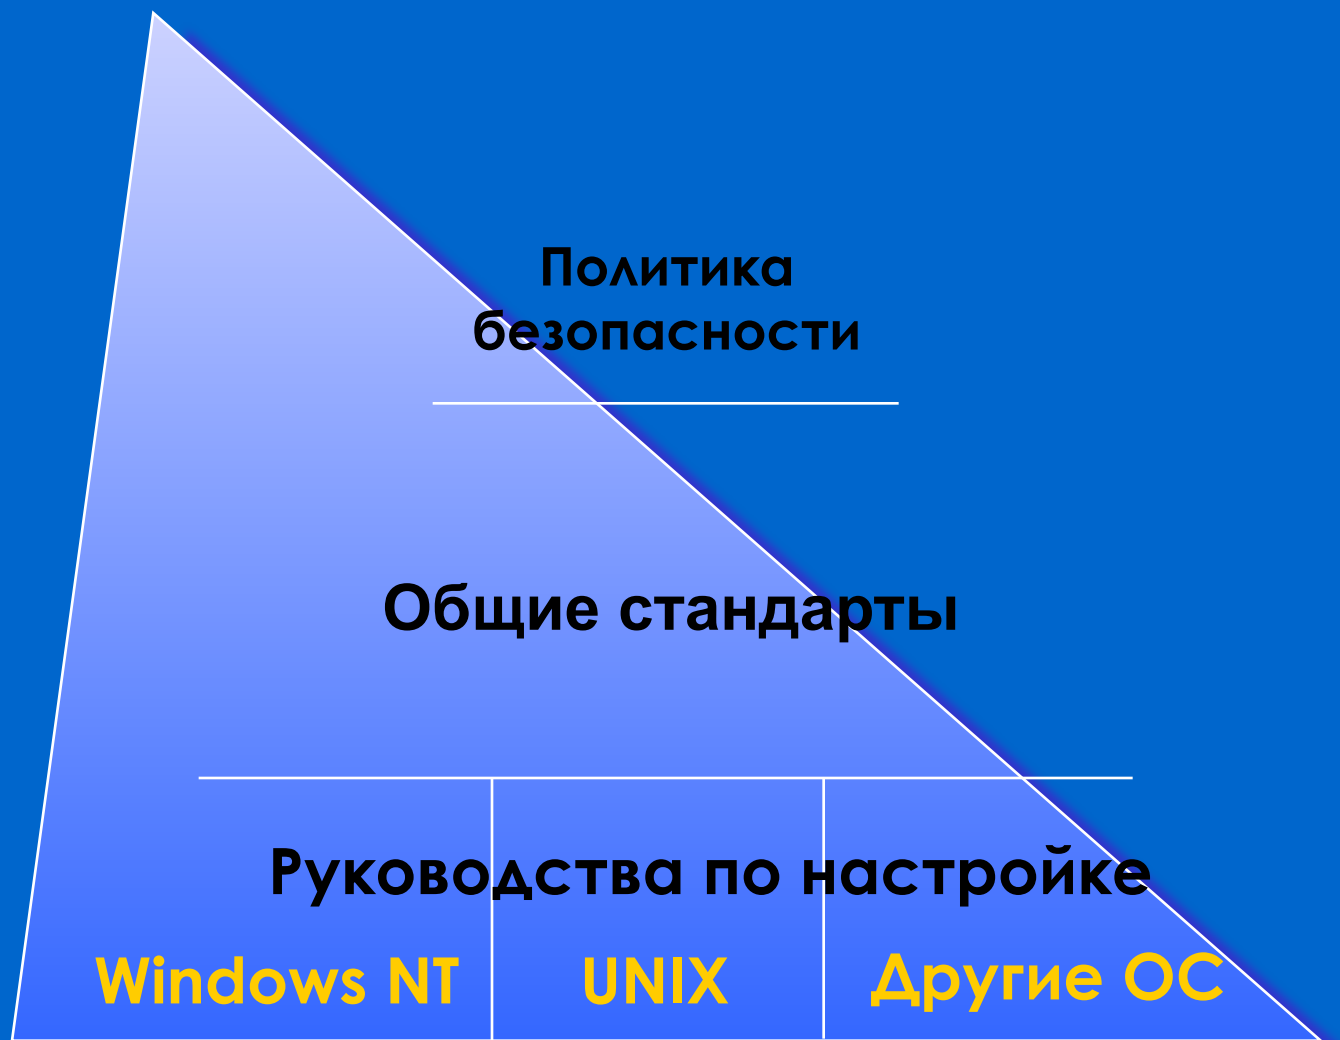 Политика
безопасности
Общие стандарты
Руководства по настройке
Windows NT
UNIX
Другие ОС